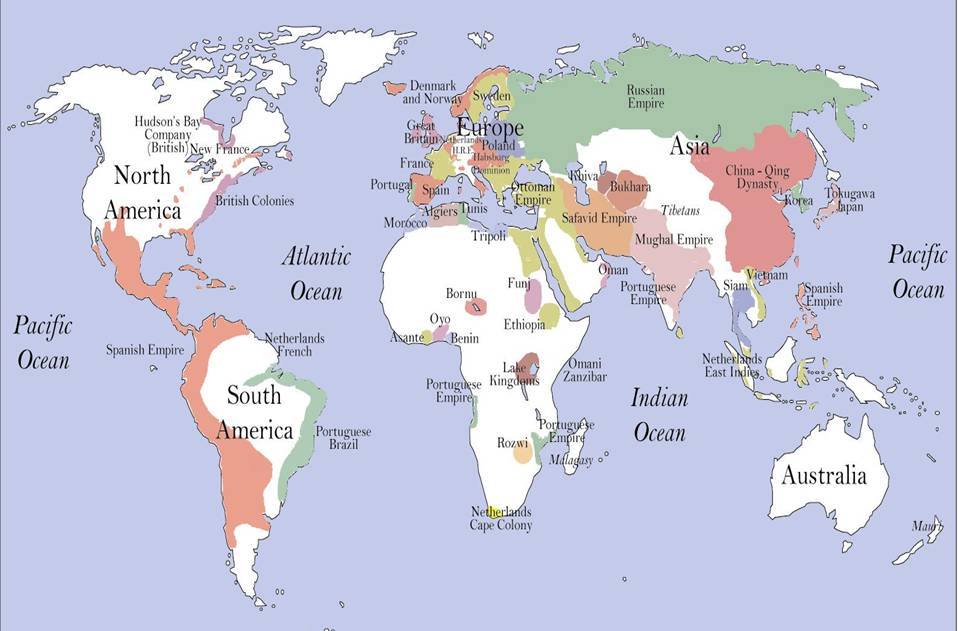 Denmark
and Norway
Sweden
Russian
Empire
Hudson's Bay
Company
(British)
New France
Great
Britain
Netherlands
H.R.E.
Europe
Poland
Habsburg
Dominion
Asia
North
America
France
Portugal
Spain
Ottoman
Empire
Khiva
Bukhara
China - Qing
Dynasty
Korea
Tokugawa
Japan
British Colonies
Algiers
Tunis
Morocco
Tripoli
Safavid Empire
Tibetans
Mughal Empire
Atlantic
Ocean
Pacific
Ocean
Oman
Portuguese
Empire
Vietnam
Siam
Spanish
Empire
Funj
Bornu
Ethiopia
Oyo
Asante
Benin
Pacific
Ocean
Spanish Empire
Netherlands
French
Lake
Kingdoms
Omani
Zanzibar
Netherlands
East Indies
South
America
Portuguese
Empire
Indian
Ocean
Portuguese
Brazil
Portuguese
Empire
Rozwi
Malagasy
Australia
Netherlands
Cape Colony
Mauri